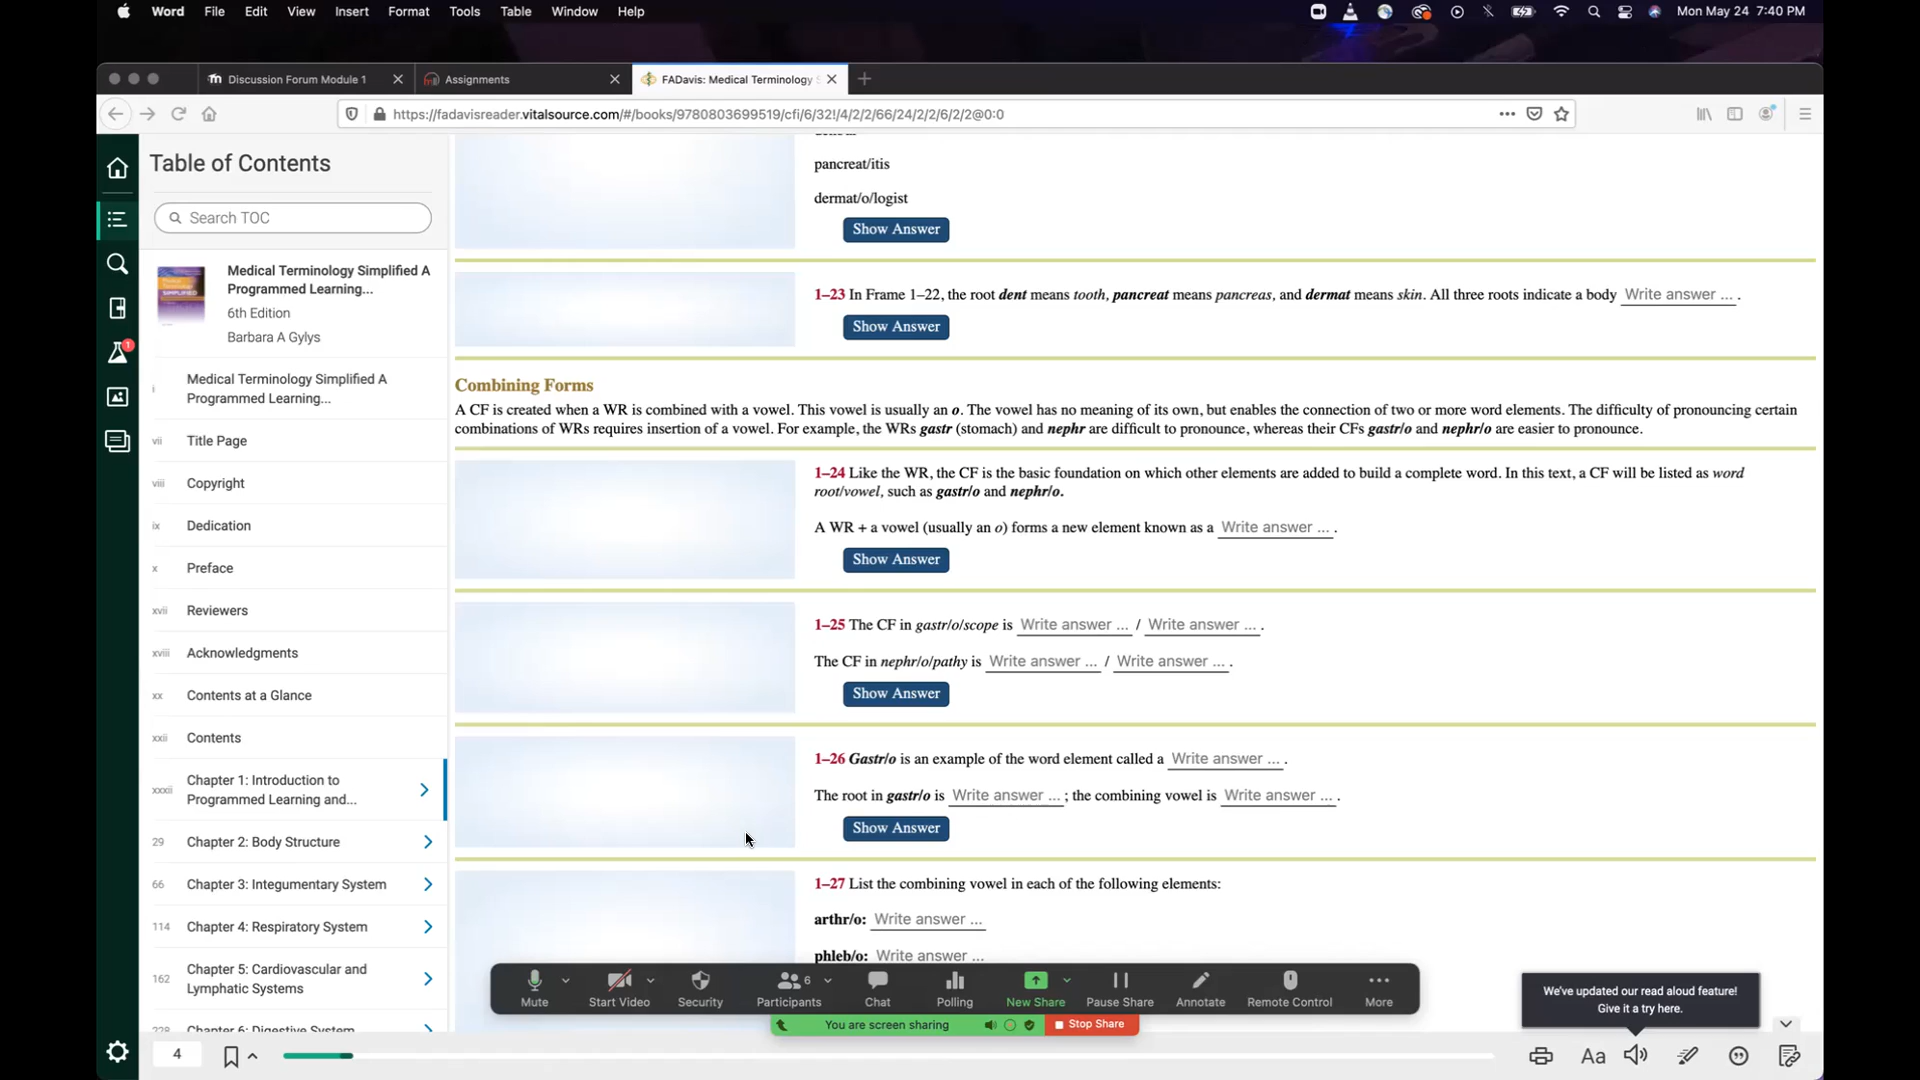 Word File Edit View Insert Format Tools Table Window Help Mon May 24 7:40 PM
Discussion Forum Module 1 Assignments FADavis: Medical Terminology S
https://fadavisreader.vitalsource.com/#/books/9780803699519/cfi/6/32!/4/2/2/66/24/2/2/6/2/2@0:0
Table of Contents
Search TOC
Medical Terminology Simplified A
Programmed Learning...
6th Edition
Barbara A Gylys
i
Medical Terminology Simplified A
Programmed Learning...
vii Title Page
viii Copyright
ix Dedication
x Preface
xvii Reviewers
xviii Acknowledgments
xx Contents at a Glance
xxii Contents
xxxii
Chapter 1: Introduction to
Programmed Learning and...
29 Chapter 2: Body Structure
66 Chapter 3: Integumentary System
114 Chapter 4: Respiratory System
162
Chapter 5: Cardiovascular and
Lymphatic Systems
228 Chapter 6: Digestive System
1
4
pancreat/itis
dermat/o/logist
Show Answer
1–23 In Frame 1–22, the root dent means tooth, pancreat means pancreas, and dermat means skin. All three roots indicate a body Write answer ... .
Show Answer
Combining Forms
A CF is created when a WR is combined with a vowel. This vowel is usually an o. The vowel has no meaning of its own, but enables the connection of two or more word elements. The difficulty of pronouncing certain
combinations of WRs requires insertion of a vowel. For example, the WRs gastr (stomach) and nephr are difficult to pronounce, whereas their CFs gastr/o and nephr/o are easier to pronounce.
1–24 Like the WR, the CF is the basic foundation on which other elements are added to build a complete word. In this text, a CF will be listed as word
root/vowel, such as gastr/o and nephr/o.
A WR + a vowel (usually an o) forms a new element known as a Write answer ... .
Show Answer
1–25 The CF in gastr/o/scope is Write answer ... / Write answer ... .
The CF in nephr/o/pathy is Write answer ... / Write answer ... .
Show Answer
1–26 Gastr/o is an example of the word element called a Write answer ... .
The root in gastr/o is Write answer ... ; the combining vowel is Write answer ... .
Show Answer
1–27 List the combining vowel in each of the following elements:
arthr/o: Write answer ...
phleb/o: Write answer ...
6
Mute Start Video Security Participants Chat Polling New Share Pause Share Annotate Remote Control More
You are screen sharing Stop Share
We've updated our read aloud feature!
Give it a try here.
Aa